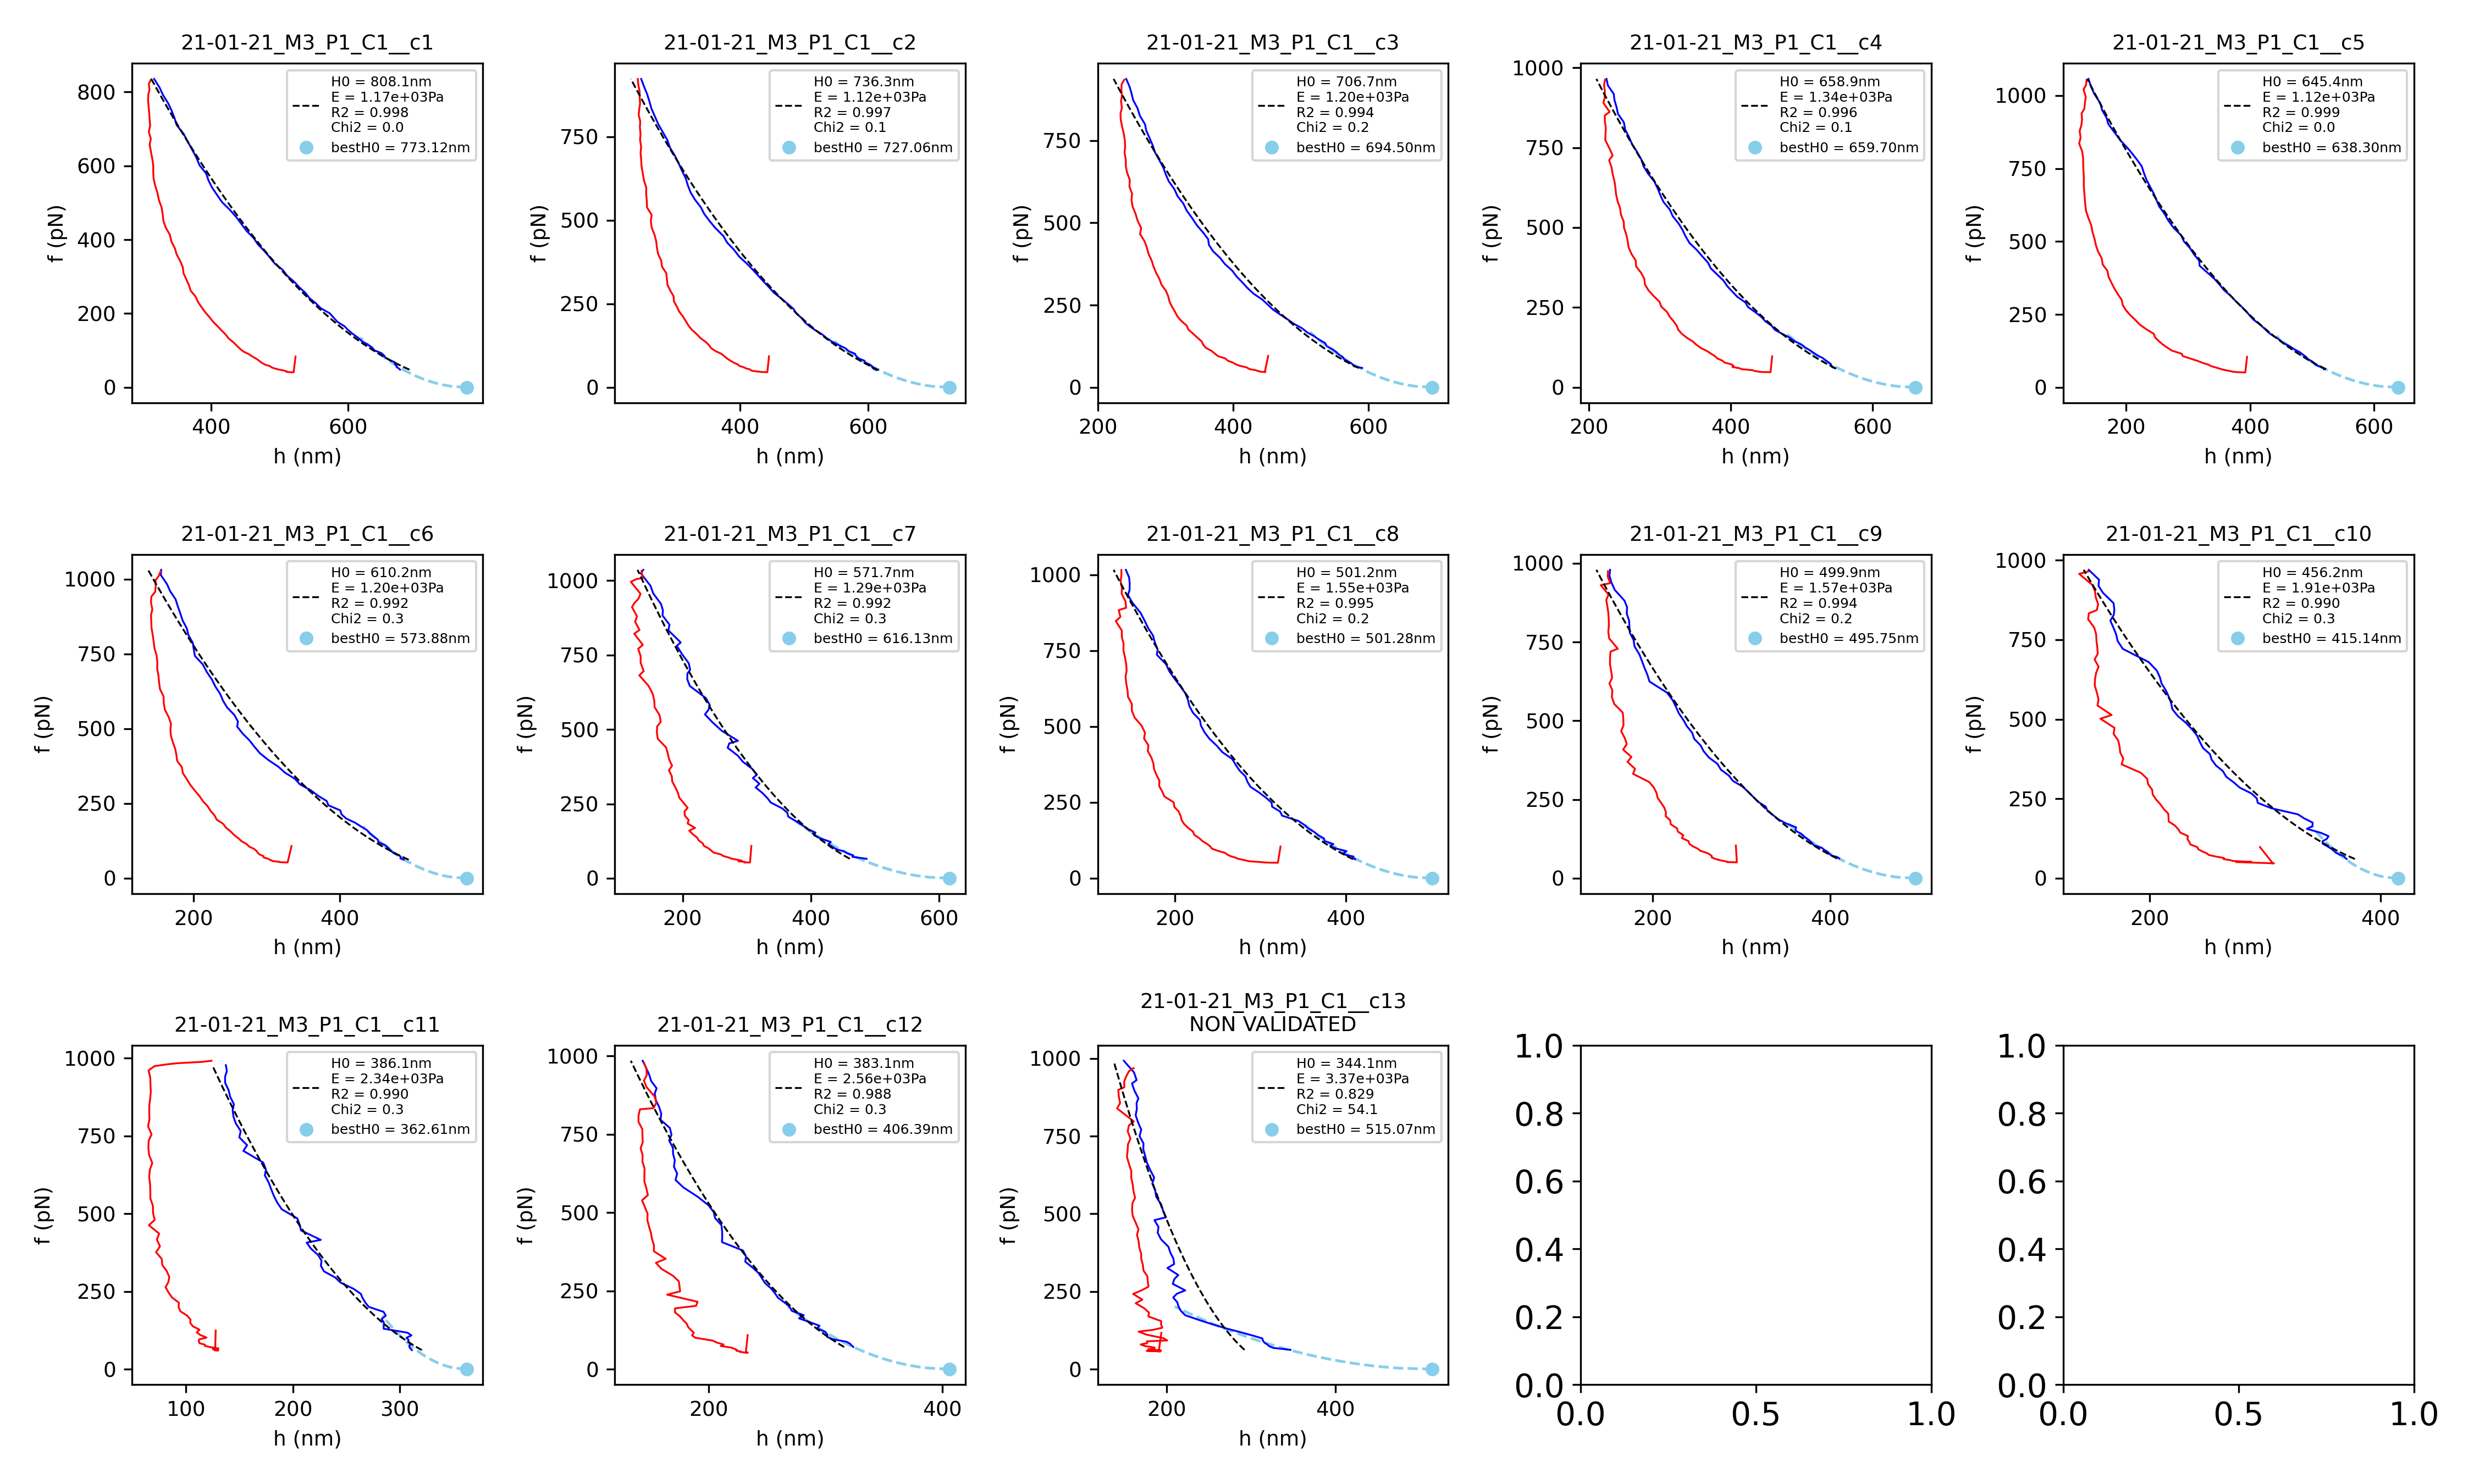 21-01-21_M3_P1_C1__c1
H0 = 808.1nm
E = 1.17e+03Pa
R2 = 0.998
Chi2 = 0.0
bestH0 = 773.12nm
800
600
400
200
0
f (pN)
400
600
h (nm)
21-01-21_M3_P1_C1__c2
H0 = 736.3nm
E = 1.12e+03Pa
R2 = 0.997
Chi2 = 0.1
bestH0 = 727.06nm
750
500
250
0
f (pN)
400
600
h (nm)
21-01-21_M3_P1_C1__c3
H0 = 706.7nm
E = 1.20e+03Pa
R2 = 0.994
Chi2 = 0.2
bestH0 = 694.50nm
750
500
250
0
f (pN)
200
400
600
h (nm)
21-01-21_M3_P1_C1__c4
H0 = 658.9nm
E = 1.34e+03Pa
R2 = 0.996
Chi2 = 0.1
bestH0 = 659.70nm
1000
750
500
250
0
f (pN)
200
400
600
h (nm)
21-01-21_M3_P1_C1__c5
H0 = 645.4nm
E = 1.12e+03Pa
R2 = 0.999
Chi2 = 0.0
bestH0 = 638.30nm
1000
750
500
250
0
f (pN)
200
400
600
h (nm)
21-01-21_M3_P1_C1__c6
H0 = 610.2nm
E = 1.20e+03Pa
R2 = 0.992
Chi2 = 0.3
bestH0 = 573.88nm
1000
750
500
250
0
f (pN)
200
400
h (nm)
21-01-21_M3_P1_C1__c7
H0 = 571.7nm
E = 1.29e+03Pa
R2 = 0.992
Chi2 = 0.3
bestH0 = 616.13nm
1000
750
500
250
0
f (pN)
200
400
600
h (nm)
21-01-21_M3_P1_C1__c8
H0 = 501.2nm
E = 1.55e+03Pa
R2 = 0.995
Chi2 = 0.2
bestH0 = 501.28nm
1000
750
500
250
0
f (pN)
200
400
h (nm)
21-01-21_M3_P1_C1__c9
H0 = 499.9nm
E = 1.57e+03Pa
R2 = 0.994
Chi2 = 0.2
bestH0 = 495.75nm
1000
750
500
250
0
f (pN)
200
400
h (nm)
21-01-21_M3_P1_C1__c10
H0 = 456.2nm
E = 1.91e+03Pa
R2 = 0.990
Chi2 = 0.3
bestH0 = 415.14nm
1000
750
500
250
0
f (pN)
200
400
h (nm)
21-01-21_M3_P1_C1__c11
H0 = 386.1nm
E = 2.34e+03Pa
R2 = 0.990
Chi2 = 0.3
bestH0 = 362.61nm
1000
750
500
250
0
f (pN)
100
200
300
h (nm)
21-01-21_M3_P1_C1__c12
H0 = 383.1nm
E = 2.56e+03Pa
R2 = 0.988
Chi2 = 0.3
bestH0 = 406.39nm
1000
750
500
250
0
f (pN)
200
400
h (nm)
21-01-21_M3_P1_C1__c13
NON VALIDATED
H0 = 344.1nm
E = 3.37e+03Pa
R2 = 0.829
Chi2 = 54.1
bestH0 = 515.07nm
1000
750
500
250
0
f (pN)
200
400
h (nm)
1.0
0.8
0.6
0.4
0.2
0.0
0.0
0.5
1.0
1.0
0.8
0.6
0.4
0.2
0.0
0.0
0.5
1.0